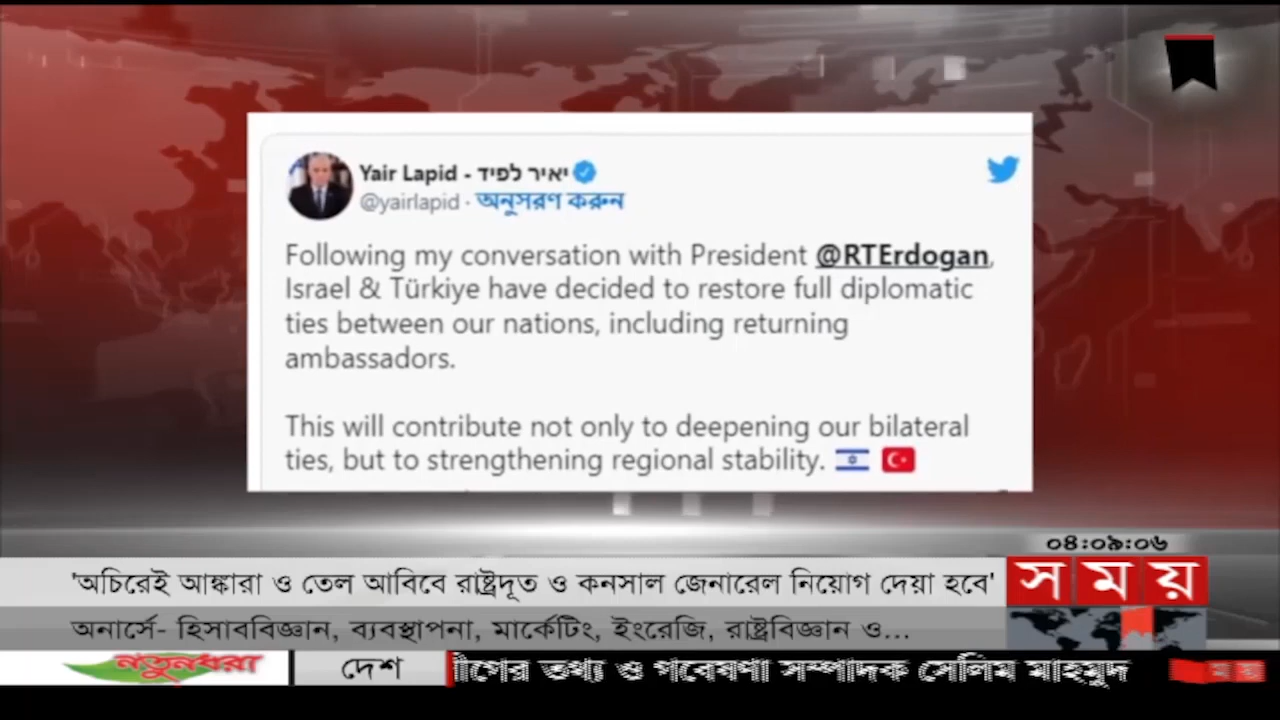 Yair Lapid - יאיר לפיד
@yairlapid · অনুসরণ করুন
Following my conversation with President @RTErdogan,
Israel & Türkiye have decided to restore full diplomatic
ties between our nations, including returning
ambassadors.
This will contribute not only to deepening our bilateral
ties, but to strengthening regional stability.
০৪:০৯:০৬
'অচিরেই আঙ্কারা ও তেল আবিবে রাষ্ট্রদূত ও কনসাল জেনারেল নিয়োগ দেয়া হবে'
সময়
অনার্সে- হিসাববিজ্ঞান, ব্যবস্থাপনা, মার্কেটিং, ইংরেজি, রাষ্ট্রবিজ্ঞান ও...
নতুনধরা
দেশ
ীগের তথ্য ও গবেষণা সম্পাদক সেলিম মাহমুদ